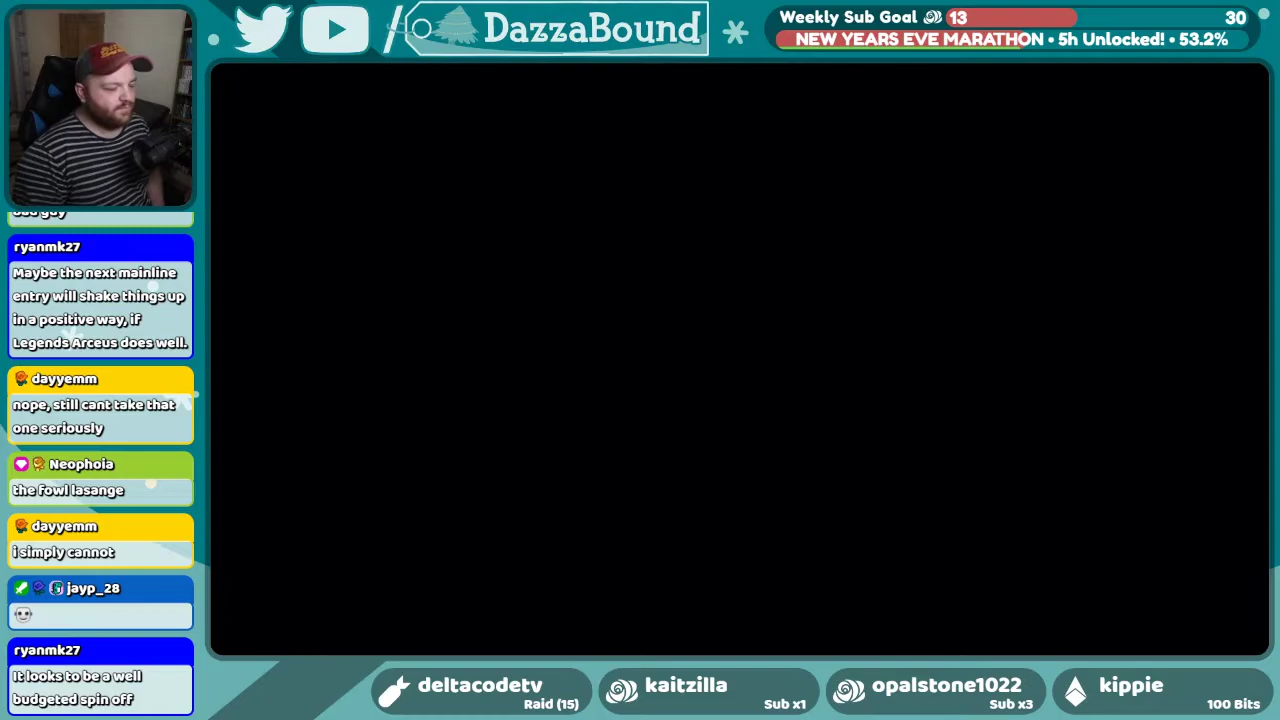 / DazzaBound
Weekly Sub Goal 13 30
NEW YEARS EVE MARATHON • 5h Unlocked! • 53.2%
ryanmk27
Maybe the next mainline
entry will shake things up
in a positive way, if
Legends Arceus does well.
dayyemm
nope, still cant take that
one seriously
Neophoia
the fowl lasange
dayyemm
i simply cannot
jayp_28
ryanmk27
It looks to be a well
budgeted spin off
deltacodetv
Raid (15)
kaitzilla
Sub x1
opalstone1022
Sub x3
kippie
100 Bits